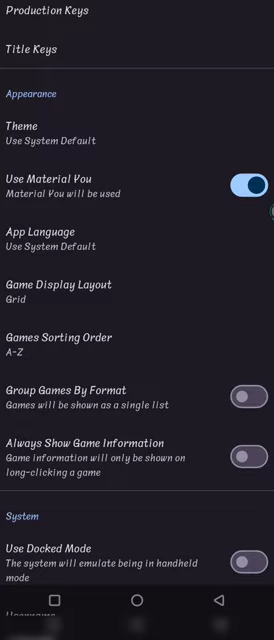 Production Keys
Title Keys
Appearance
Theme
Use System Default
Use Material You
Material You will be used
App Language
Use System Default
Game Display Layout
Grid
Games Sorting Order
A-Z
Group Games By Format
Games will be shown as a single list
Always Show Game Information
Game information will only be shown on
long-clicking a game
System
Use Docked Mode
The system will emulate being in handheld
mode
Username